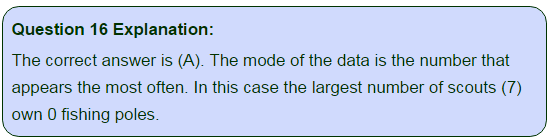 Question 16 Explanation:
The correct answer is (A). The mode of the data is the number that
appears the most often. In this case the largest number of scouts (7)
own 0 fishing poles.